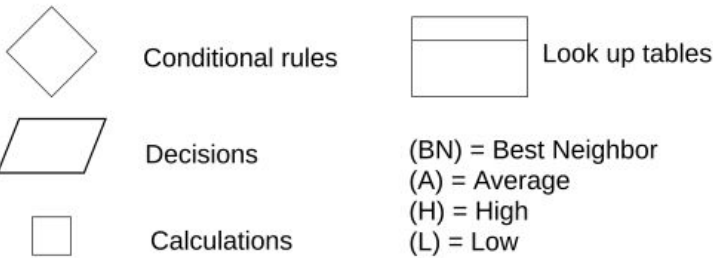 Conditional rules
Look up tables
Decisions
Calculations
(BN) = Best Neighbor
(A) = Average
(H) = High
(L) = Low